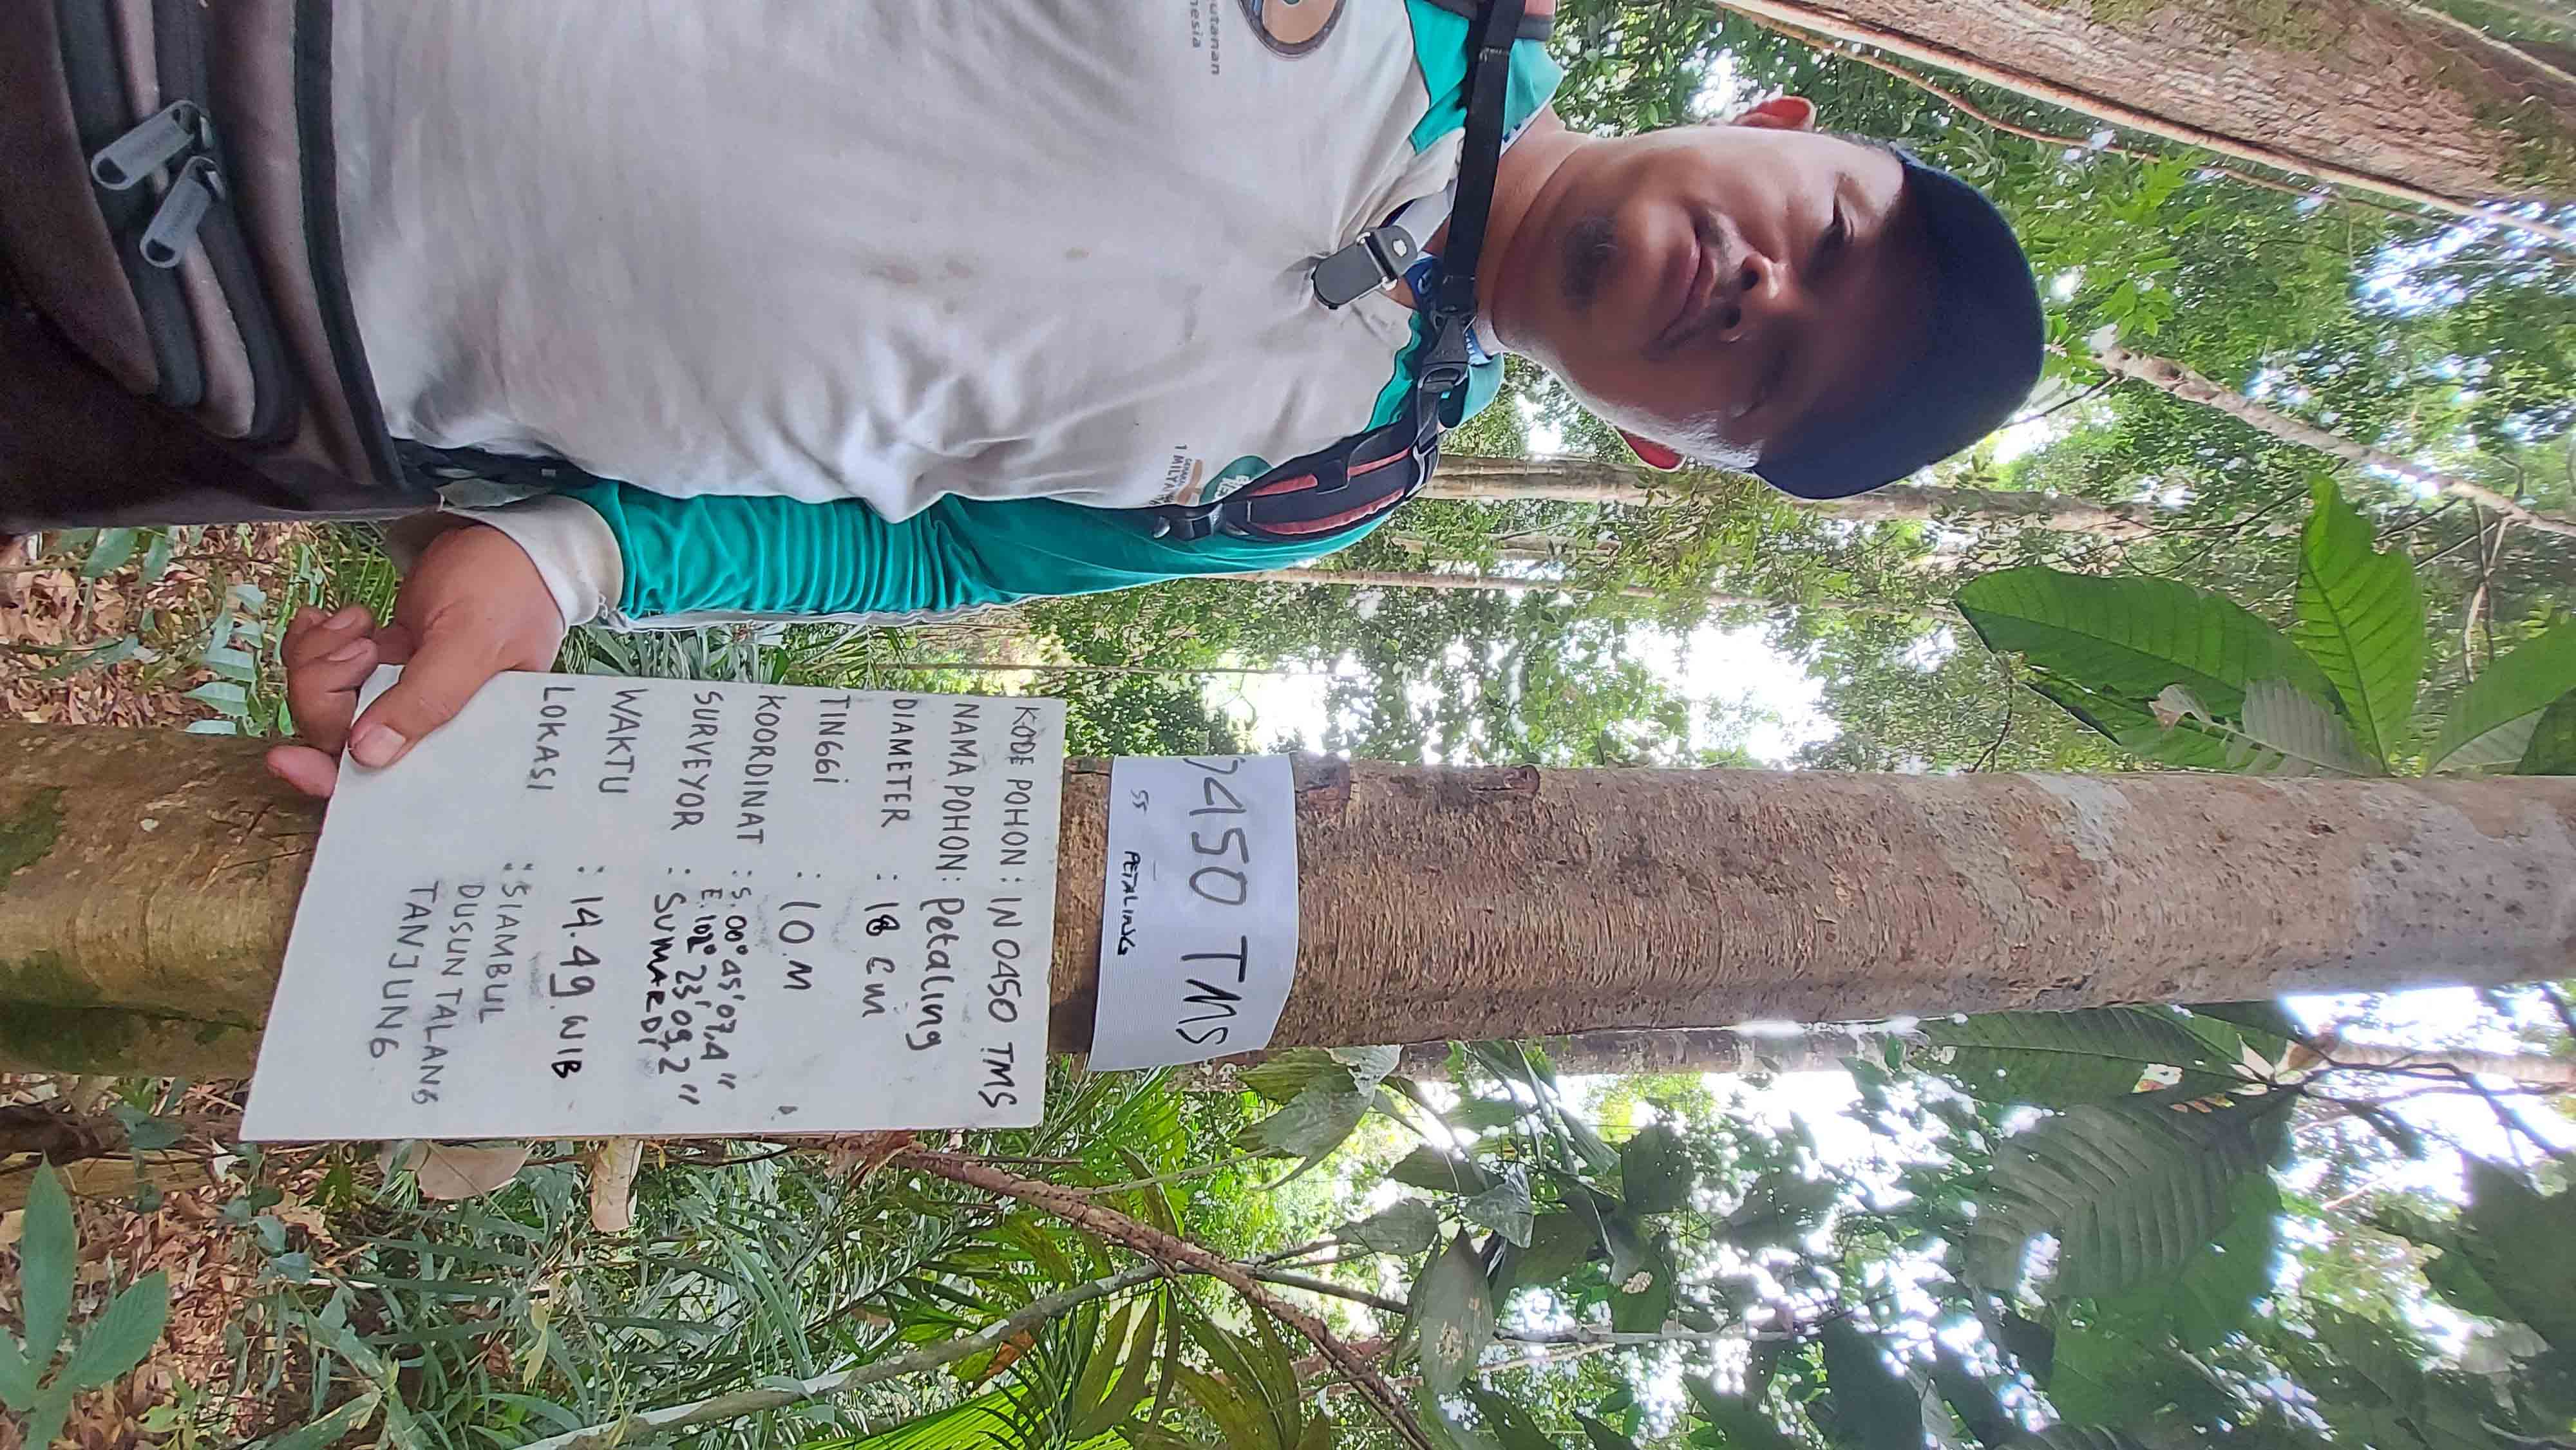 utanan
nesia
1 MILYA
0450 TMS
55 PETALING
KODE POHON : IN 0450 TMS
NAMA POHON : Petaling
DIAMETER : 18 cm
TINGGI : 10 M
KOORDINAT : S. 00° 45' 07,4"
E. 102° 23' 09,2"
SURVEYOR : SUMARDI
WAKTU : 14.49 WIB
LOKASI : SIAMBUL
DUSUN TALANG
TANJUNG